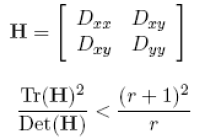 H = [ D_xx D_xy
D_xy D_yy ]
Tr(H)² / Det(H) < (r + 1)² / r